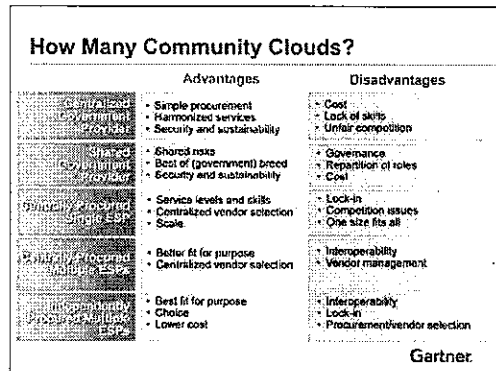 How Many Community Clouds?
Advantages
Disadvantages
Centralized
Government
Provider
• Simple procurement
• Harmonized services
• Security and sustainability
• Cost
• Lack of skills
• Unfair competition
Shared
Government
Provider
• Shared risks
• Best of (government) breed
• Security and sustainability
• Governance
• Repartition of roles
• Cost
Centrally Procured
Single ESP
• Service levels and skills
• Centralized vendor selection
• Scale
• Lock-in
• Competition issues
• One size fits all
Centrally Procured
Multiple ESPs
• Better fit for purpose
• Centralized vendor selection
• Interoperability
• Vendor management
Independently
Procured Multiple
ESPs
• Best fit for purpose
• Choice
• Lower cost
• Interoperability
• Lock-in
• Procurement/vendor selection
Gartner